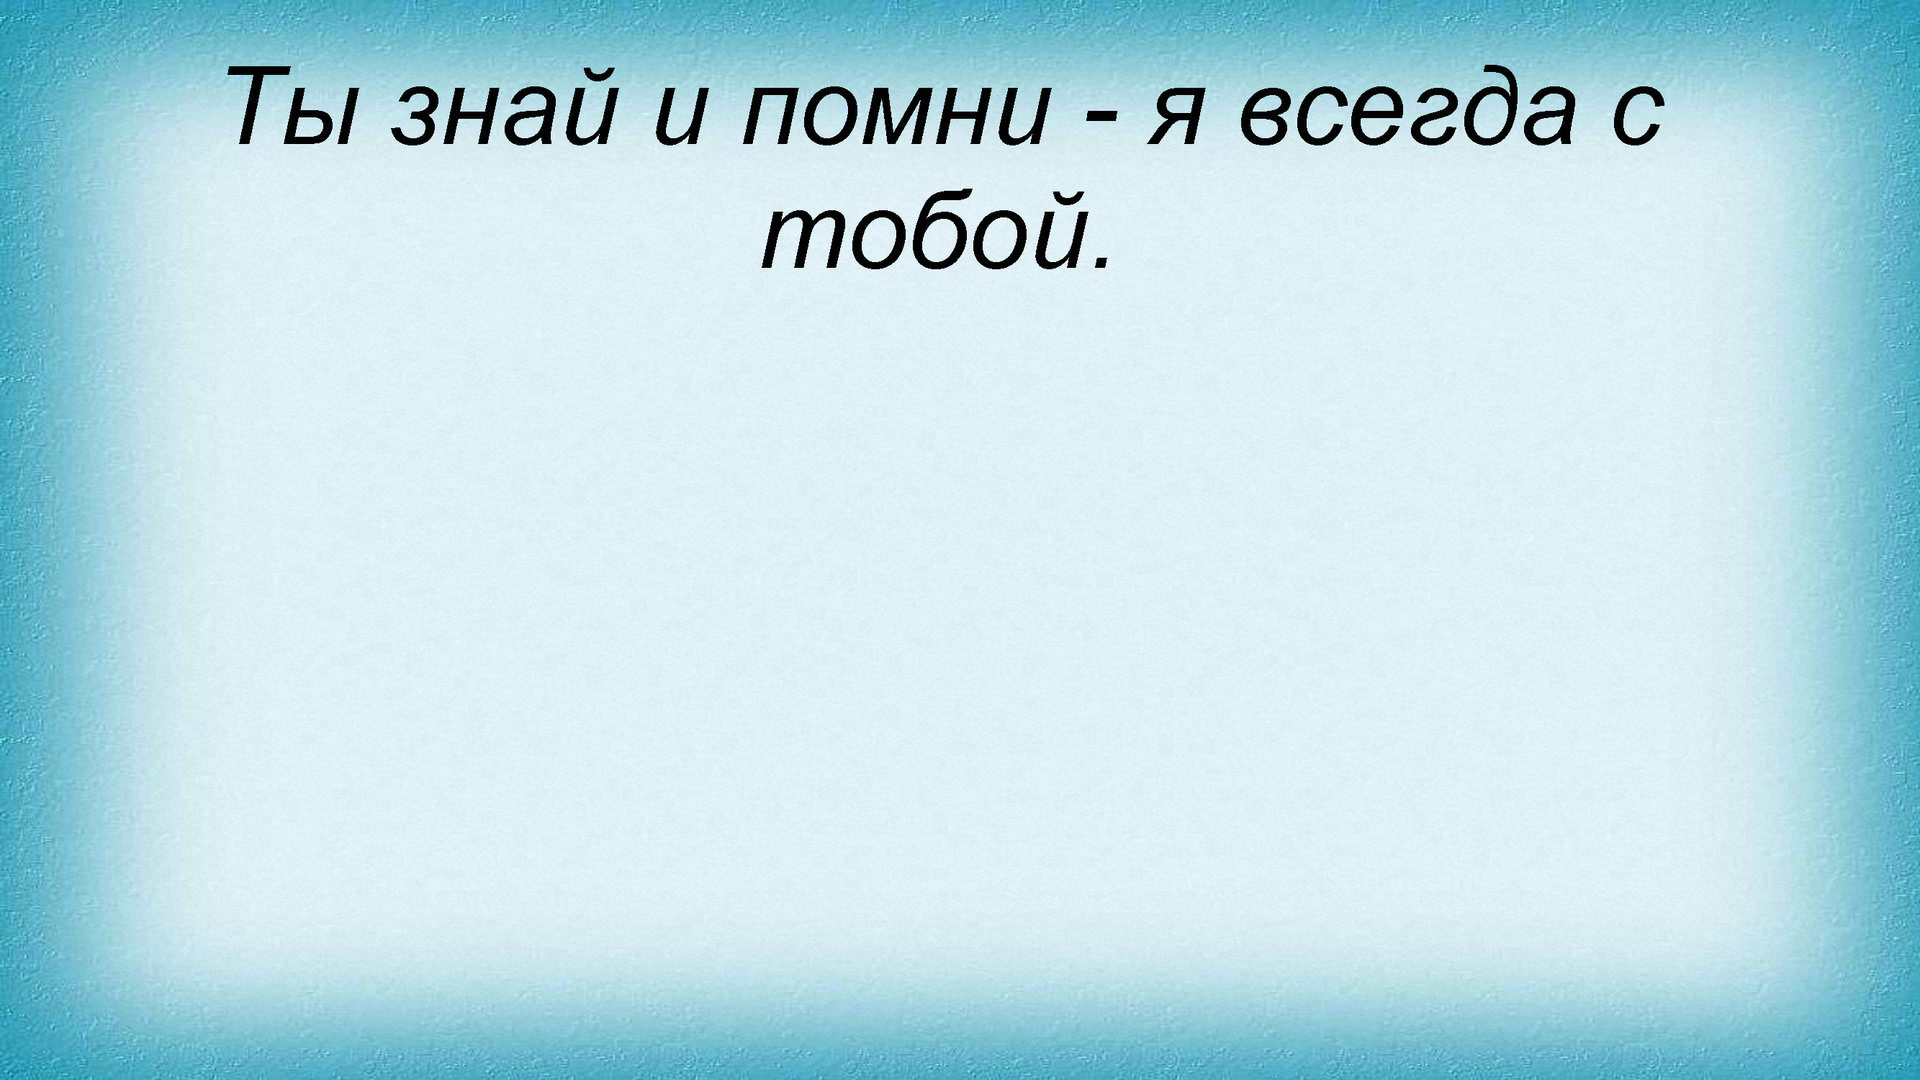 Ты знай и помни - я всегда с
тобой.